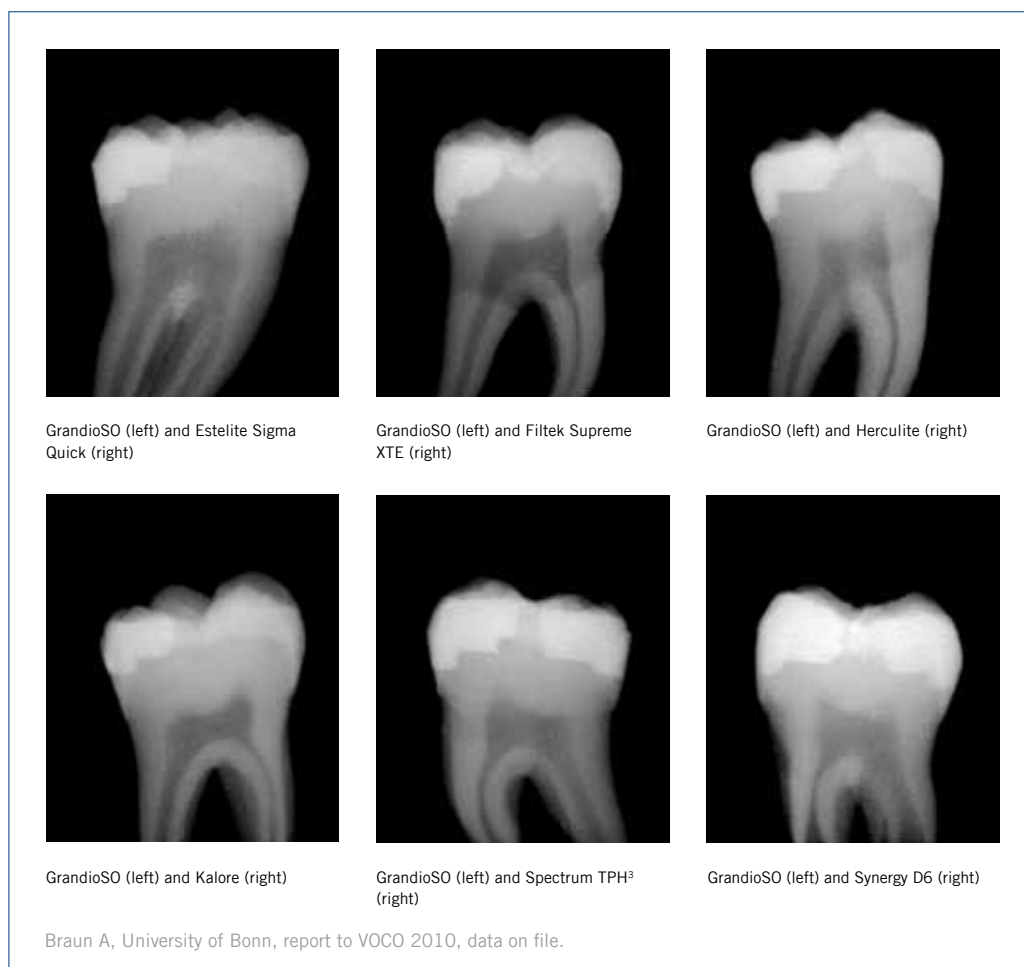 GrandioSO (left) and Estelite Sigma
Quick (right)
GrandioSO (left) and Filtek Supreme
XTE (right)
GrandioSO (left) and Herculite (right)
GrandioSO (left) and Kalore (right)
GrandioSO (left) and Spectrum TPH³
(right)
GrandioSO (left) and Synergy D6 (right)
Braun A, University of Bonn, report to VOCO 2010, data on file.